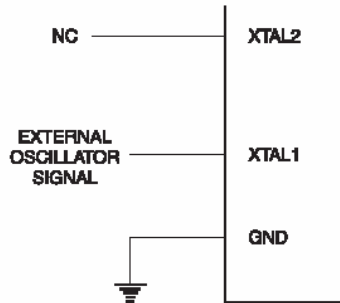 NC
XTAL2
EXTERNAL
OSCILLATOR
SIGNAL
XTAL1
GND